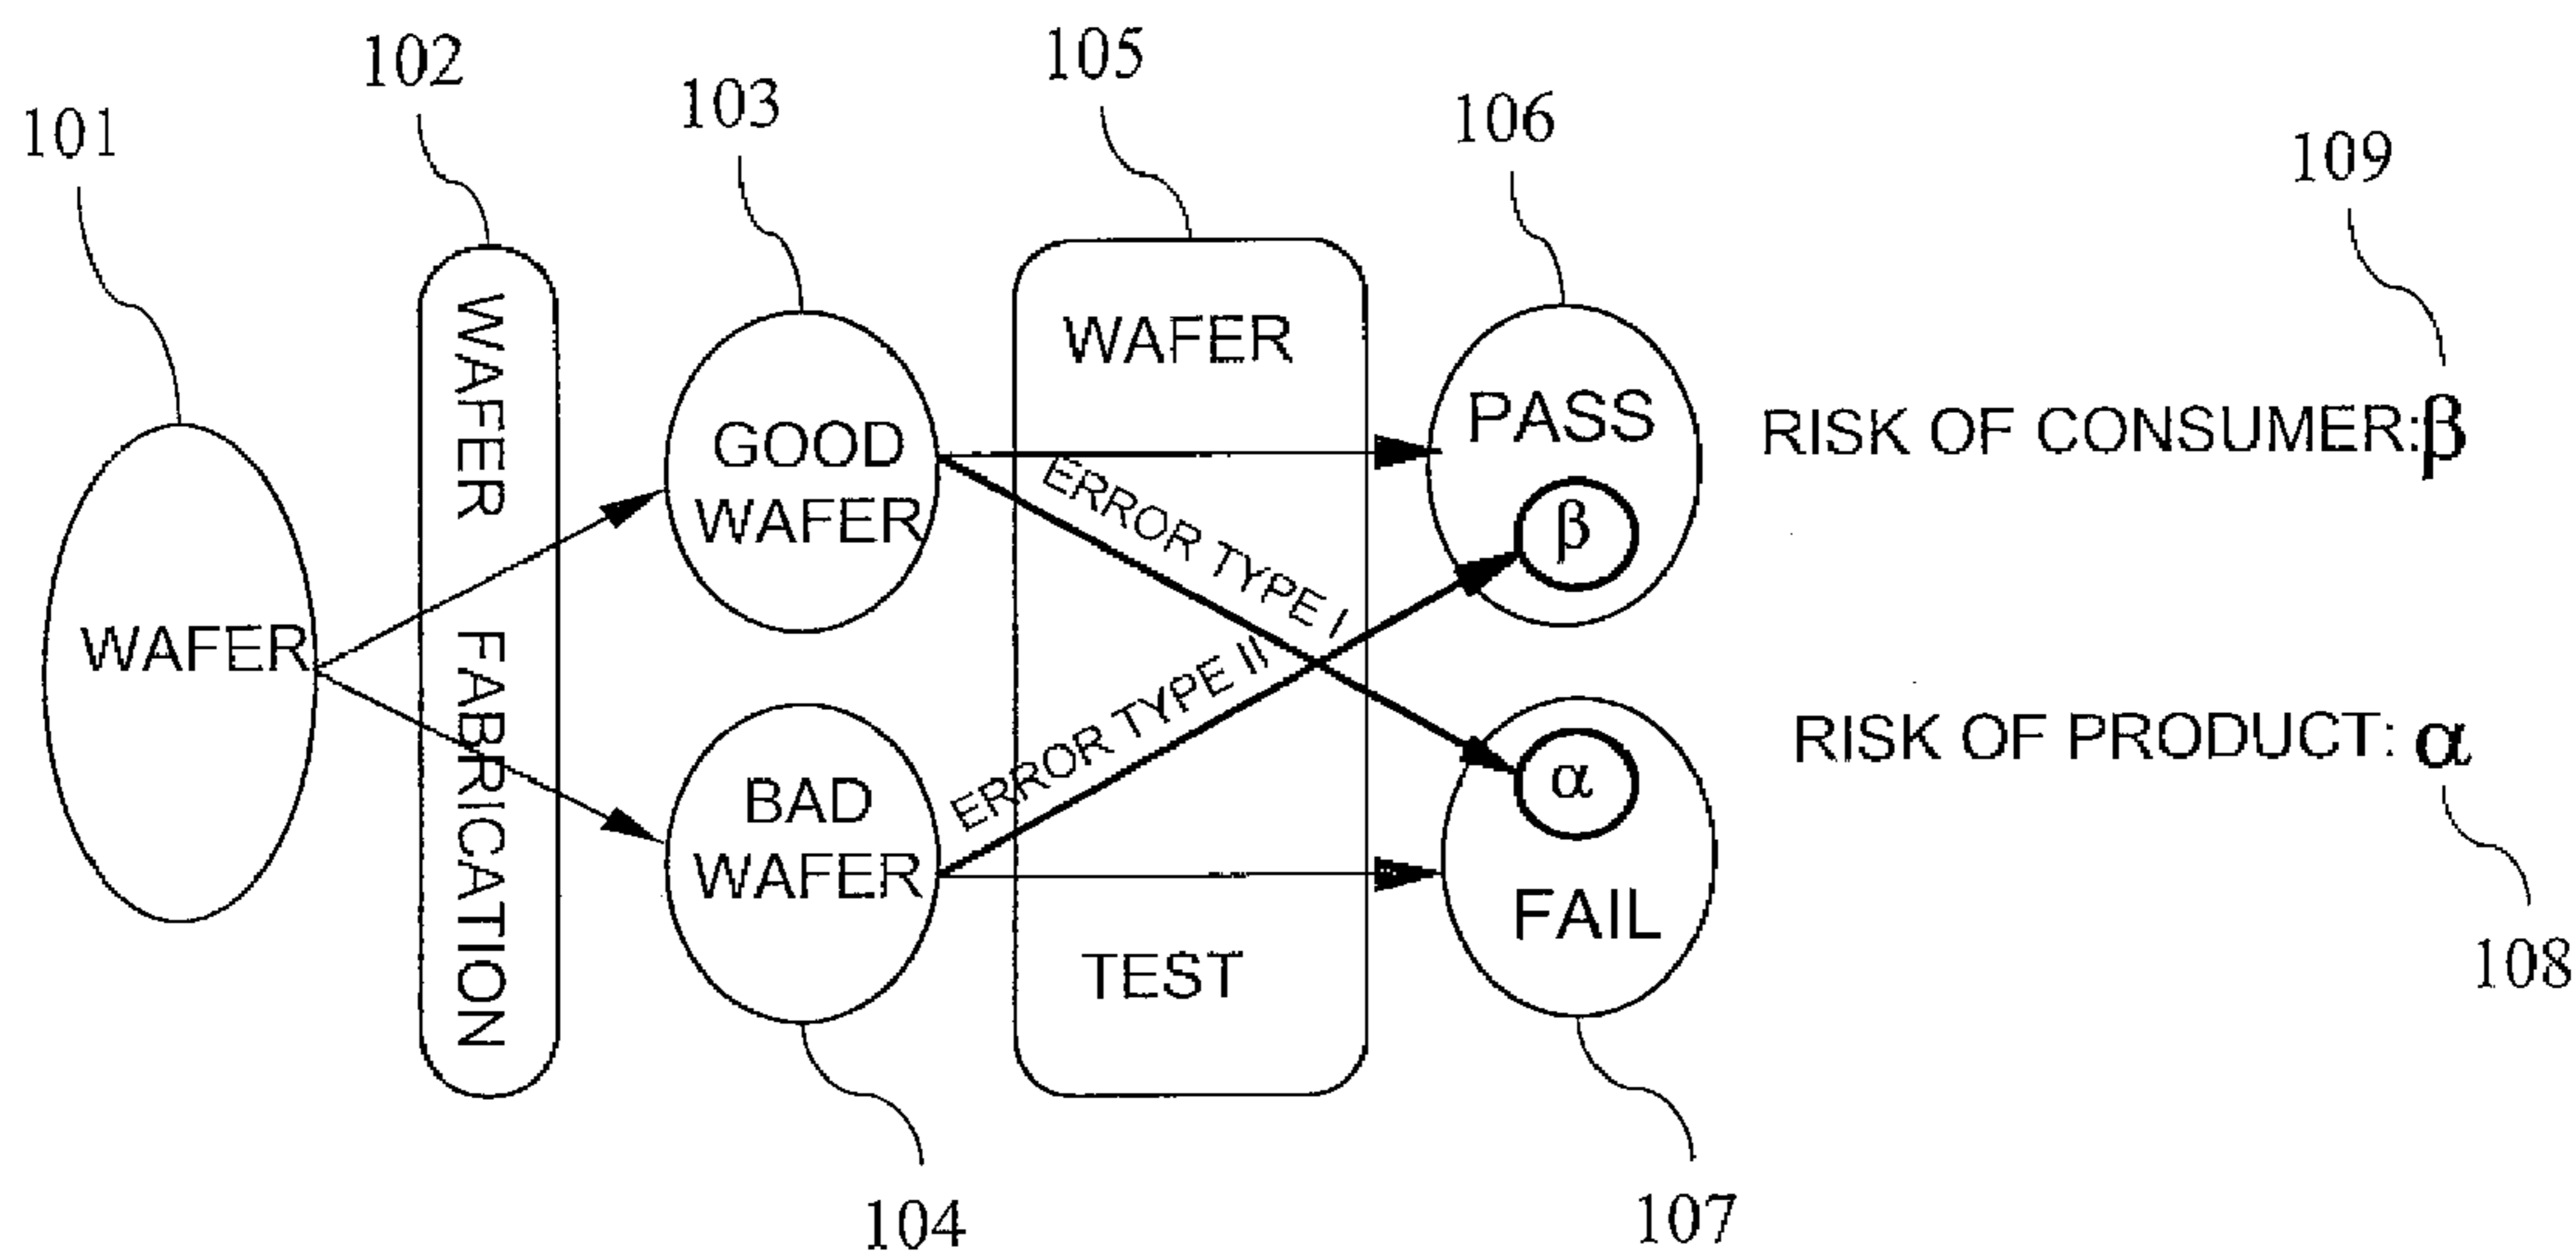 101
102
103
105
106
109
WAFER
WAFER FABRICATION
GOOD
WAFER
BAD
WAFER
WAFER
TEST
ERROR TYPE I
ERROR TYPE II
PASS
β
α
FAIL
RISK OF CONSUMER:β
RISK OF PRODUCT: α
108
104
107